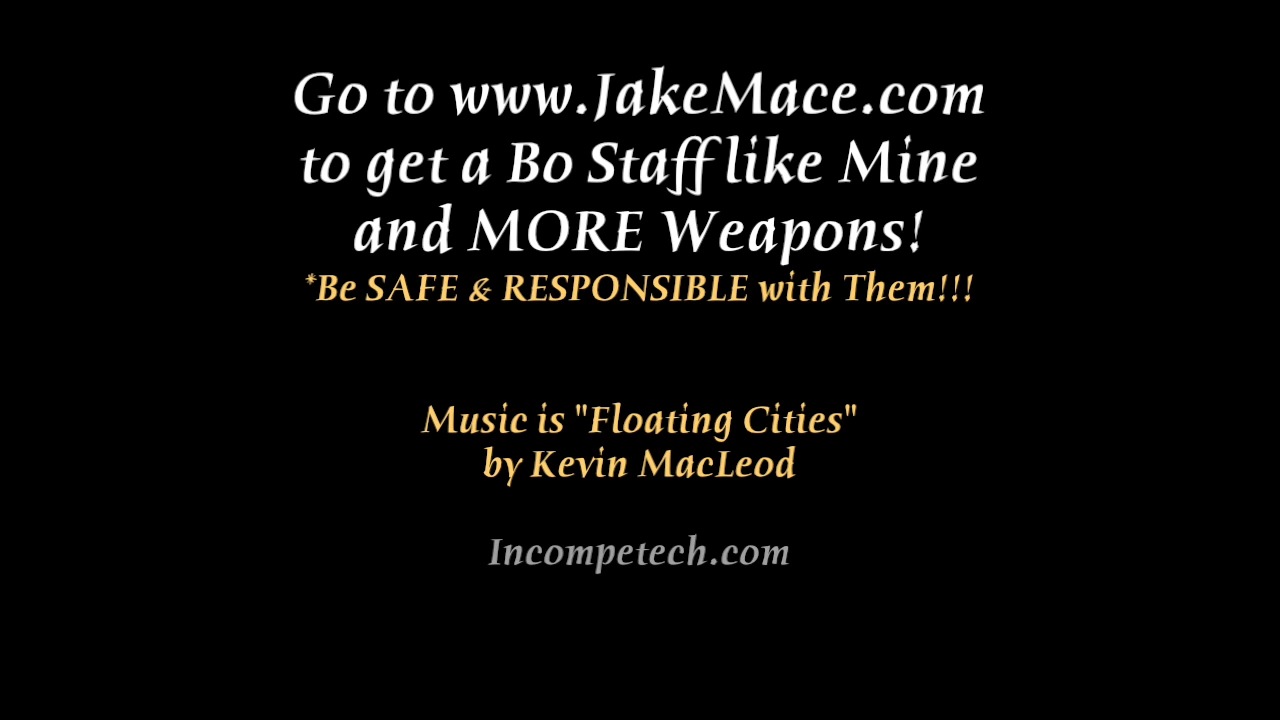 Go to www.JakeMace.com
to get a Bo Staff like Mine
and MORE Weapons!
*Be SAFE & RESPONSIBLE with Them!!!
Music is "Floating Cities"
by Kevin MacLeod
Incompetech.com